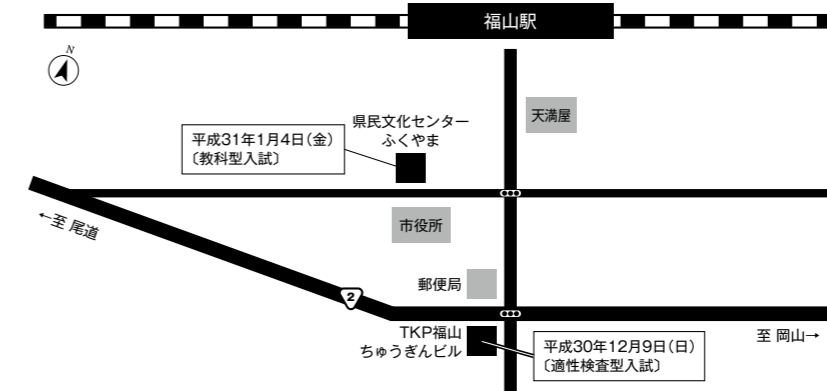 福山駅
N
天満屋
県民文化センター
ふくやま
平成31年1月4日(金)
〔教科型入試〕
←至 尾道
市役所
郵便局
2
TKP福山
ちゅうぎんビル
平成30年12月9日(日)
〔適性検査型入試〕
至 岡山→